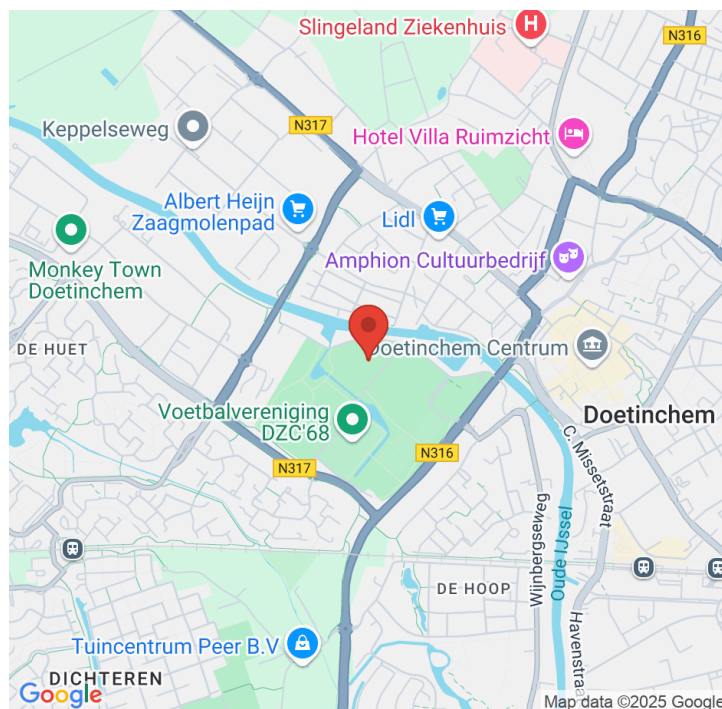 Slingeland Ziekenhuis
H
N316
N317
Keppelseweg
Hotel Villa Ruimzicht
Albert Heijn
Zaagmolenpad
Lidl
Monkey Town
Doetinchem
Amphion Cultuurbedrijf
DE HUET
Doetinchem Centrum
Voetbalvereniging
DZC'68
Doetinchem
N317
N316
C. Missetstraat
Wijnbergseweg
Oude IJssel
DE HOOP
Havenstraa
Tuincentrum Peer B.V
DICHTEREN
Google
Map data ©2025 Google